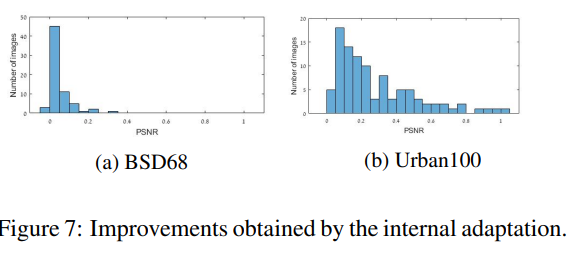 50
40
30
20
10
0
Number of images
0 0.2 0.4 0.6 0.8 1
PSNR
(a) BSD68
20
15
10
5
0
Number of images
0 0.2 0.4 0.6 0.8 1
PSNR
(b) Urban100
Figure 7: Improvements obtained by the internal adaptation.